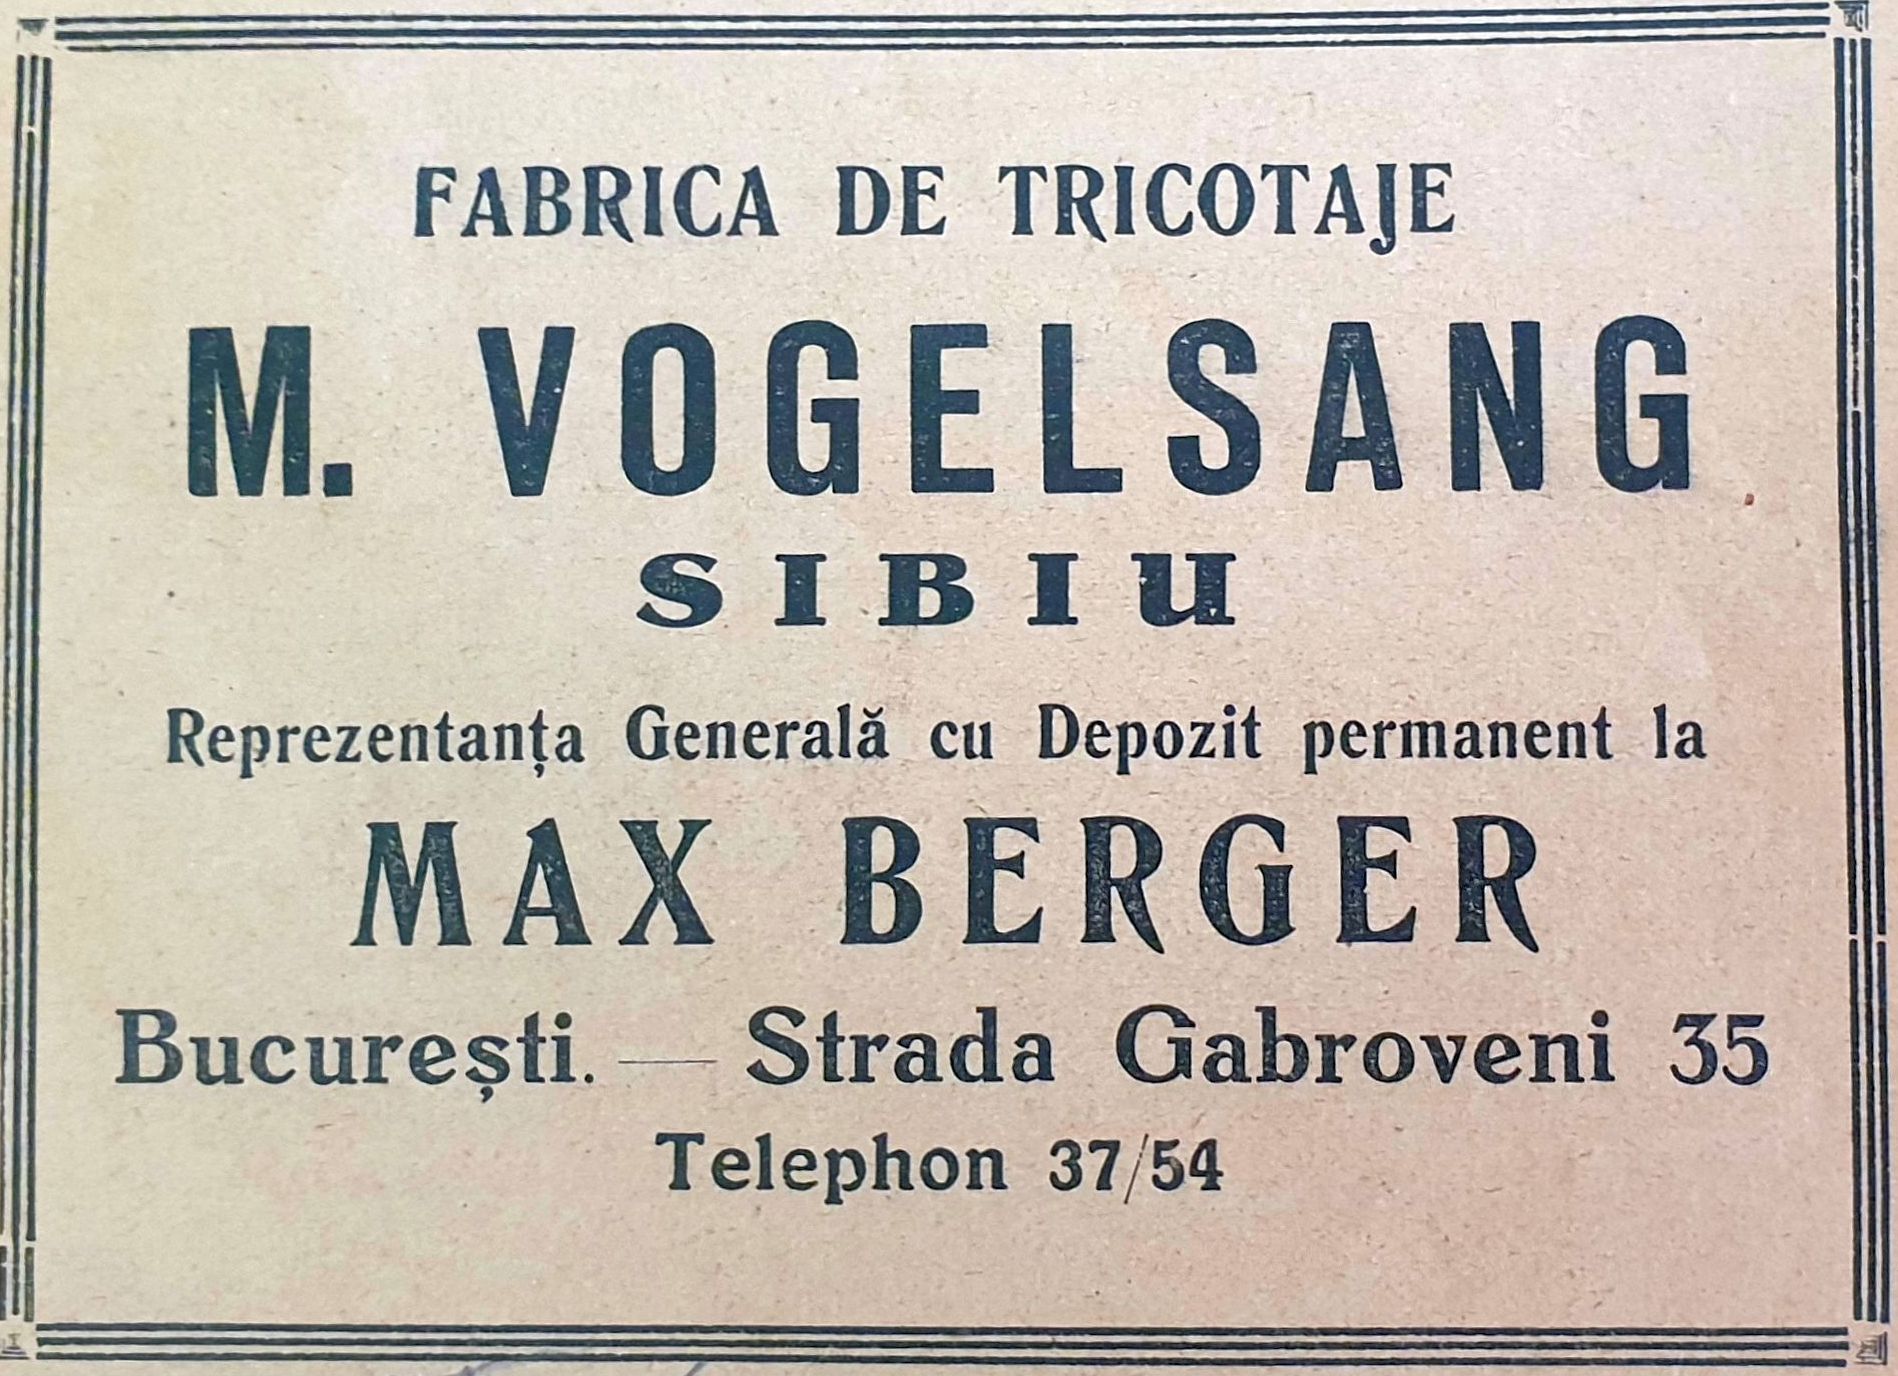 FABRICA DE TRICOTAJE
M. VOGELSANG
SIBIU
Reprezentanța Generală cu Depozit permanent la
MAX BERGER
București. — Strada Gabroveni 35
Telephon 37/54